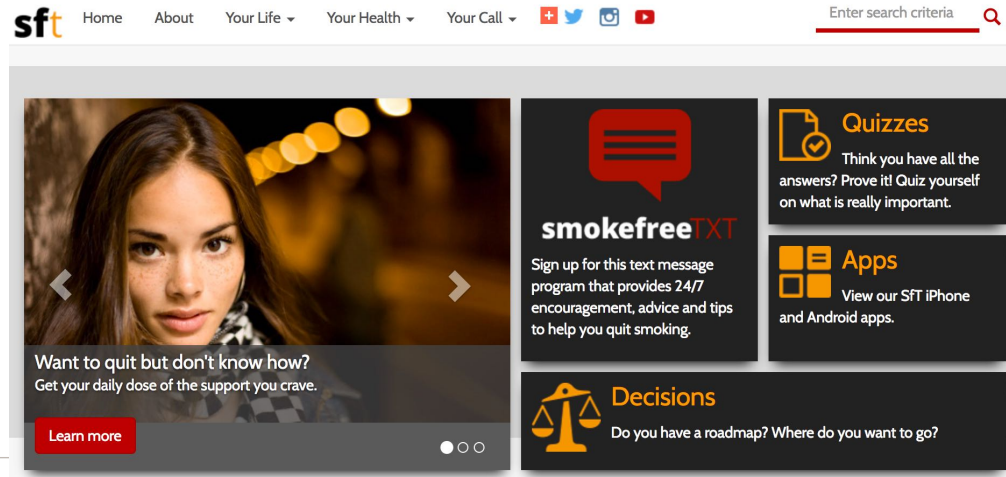 sft Home About Your Life Your Health Your Call Enter search criteria
Want to quit but don't know how?
Get your daily dose of the support you crave.
Learn more
smokefreeTXT
Sign up for this text message
program that provides 24/7
encouragement, advice and tips
to help you quit smoking.
Quizzes
Think you have all the
answers? Prove it! Quiz yourself
on what is really important.
Apps
View our SfT iPhone
and Android apps.
Decisions
Do you have a roadmap? Where do you want to go?